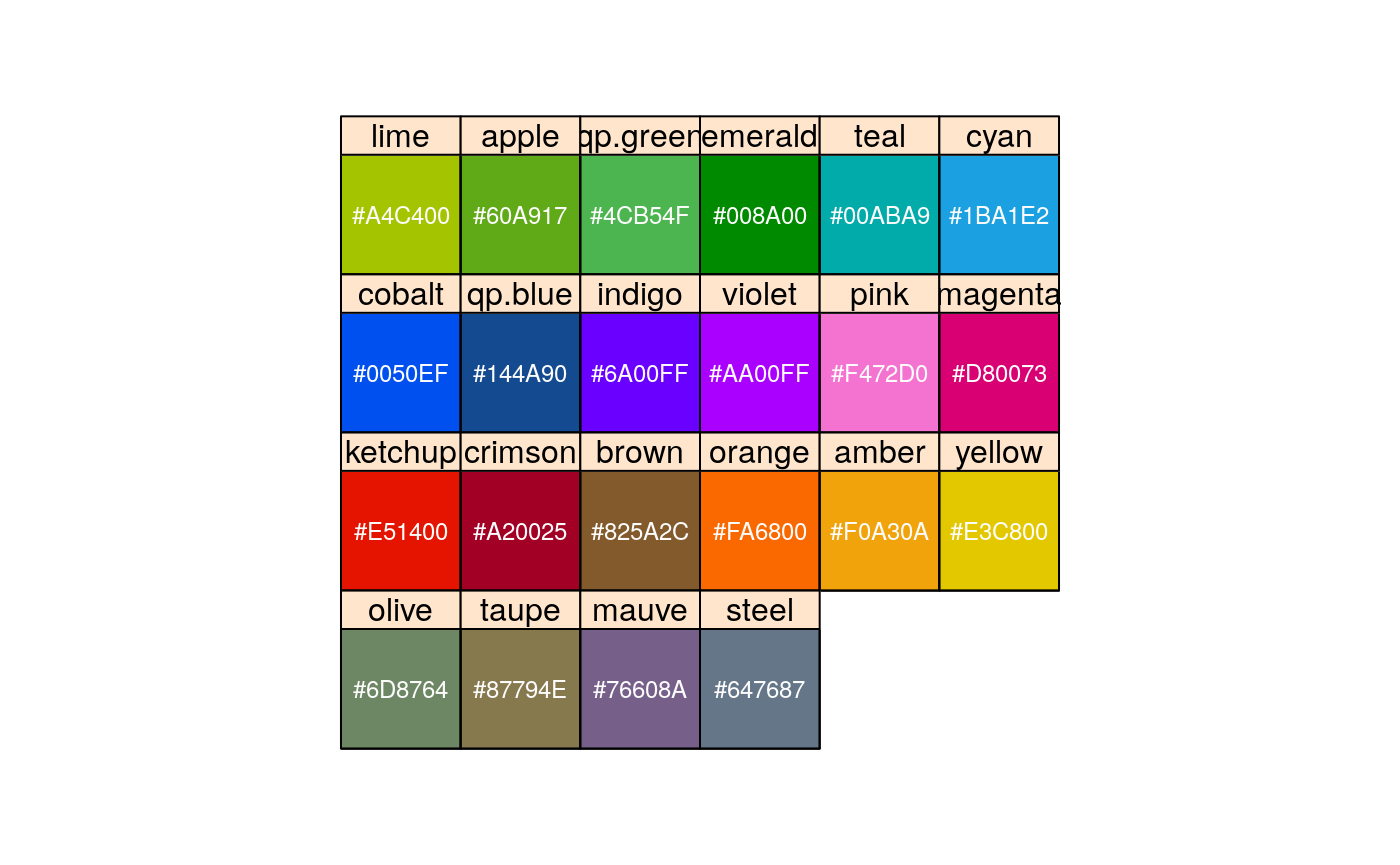 lime apple qp.green emerald teal cyan
#A4C400 #60A917 #4CB54F #008A00 #00ABA9 #1BA1E2
cobalt qp.blue indigo violet pink magenta
#0050EF #144A90 #6A00FF #AA00FF #F472D0 #D80073
ketchup crimson brown orange amber yellow
#E51400 #A20025 #825A2C #FA6800 #F0A30A #E3C800
olive taupe mauve steel
#6D8764 #87794E #76608A #647687